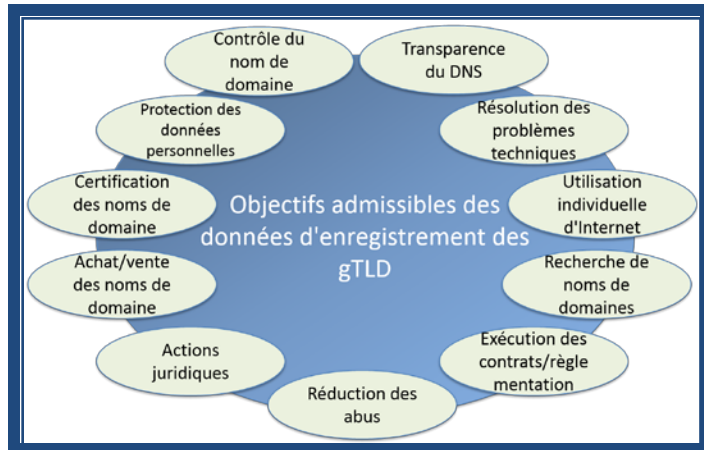 Contrôle du
nom de
domaine
Transparence
du DNS
Protection des
données
personnelles
Résolution des
problèmes
techniques
Certification
des noms de
domaine
Objectifs admissibles des
données d'enregistrement des
gTLD
Utilisation
individuelle
d'Internet
Achat/vente
des noms de
domaine
Recherche de
noms de
domaines
Actions
juridiques
Exécution des
contrats/règle
mentation
Réduction des
abus